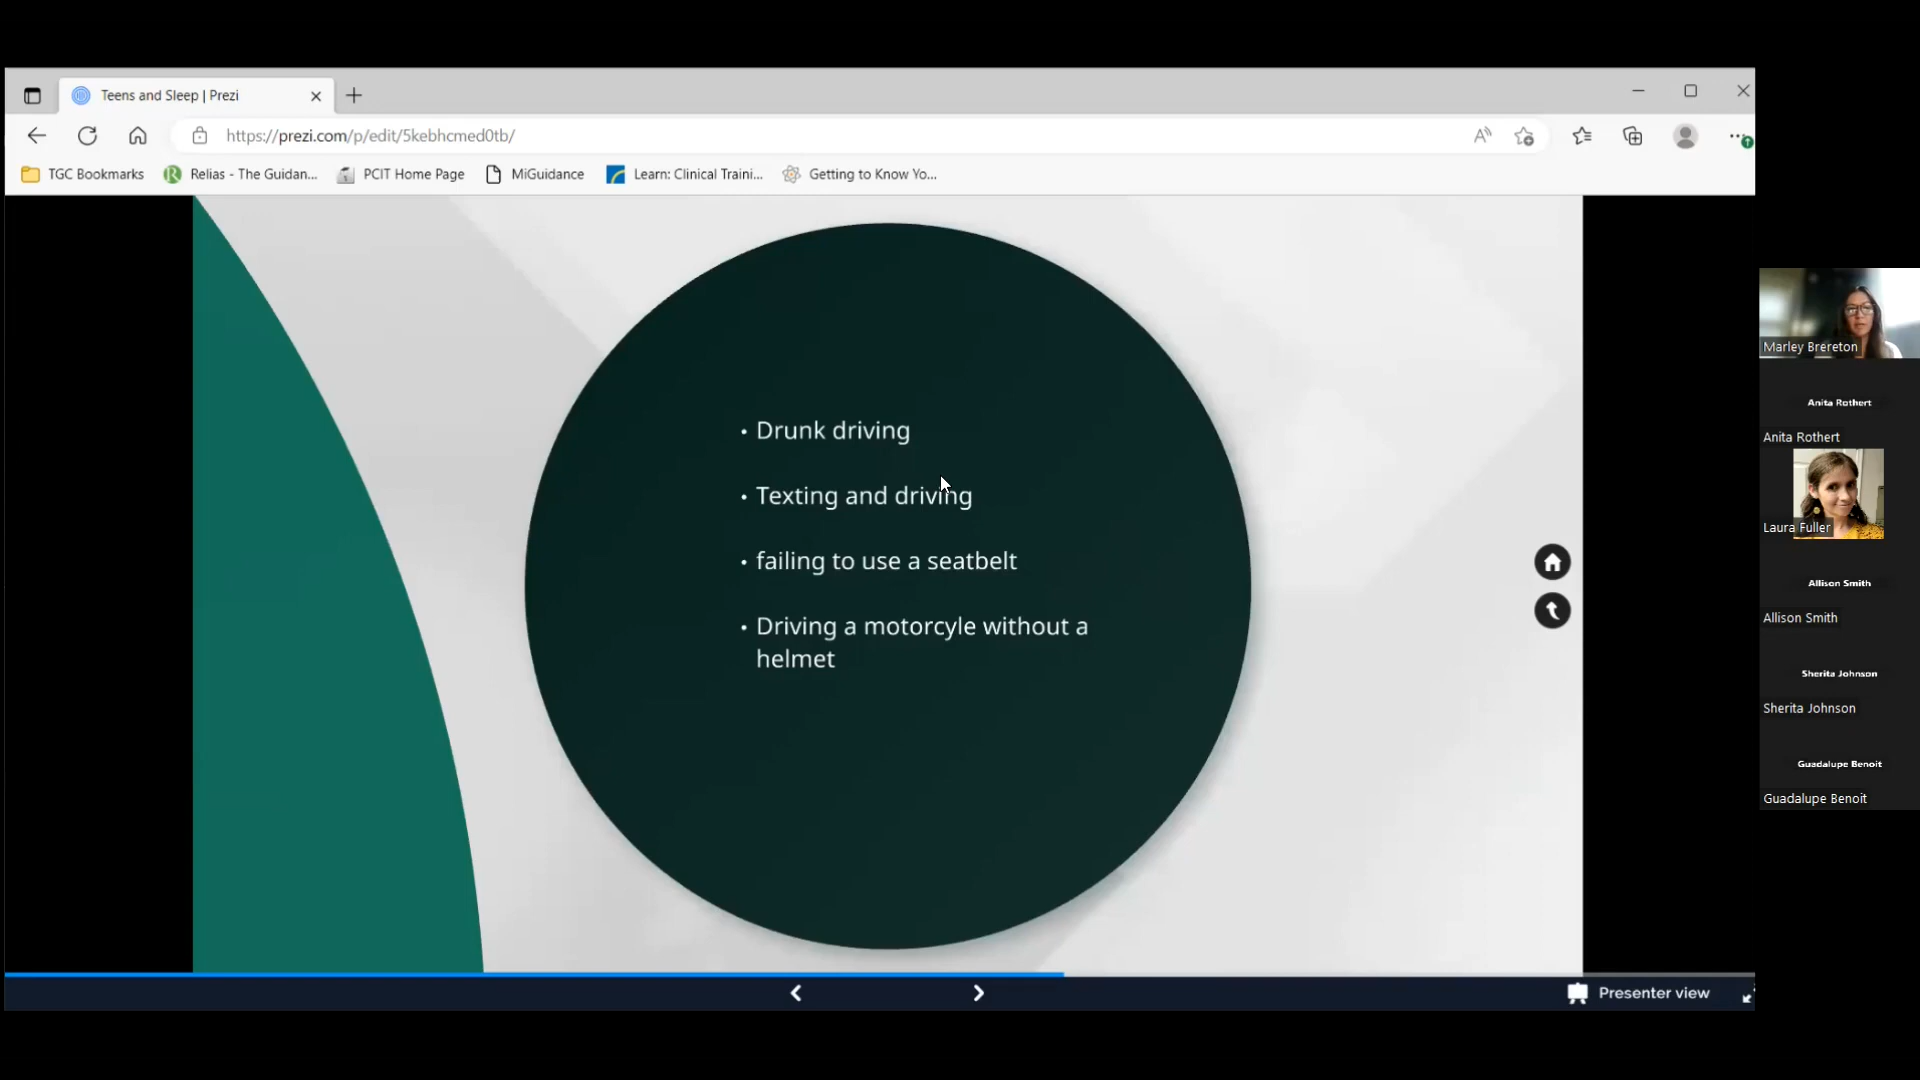 Teens and Sleep | Prezi
https://prezi.com/p/edit/5kebhcmed0tb/
TGC Bookmarks
Relias - The Guidan...
PCIT Home Page
MiGuidance
Learn: Clinical Traini...
Getting to Know Yo...
• Drunk driving
• Texting and driving
• failing to use a seatbelt
• Driving a motorcyle without a
helmet
Presenter view
Marley Brereton
Anita Rothert
Anita Rothert
Laura Fuller
Allison Smith
Allison Smith
Sherita Johnson
Sherita Johnson
Guadalupe Benoit
Guadalupe Benoit